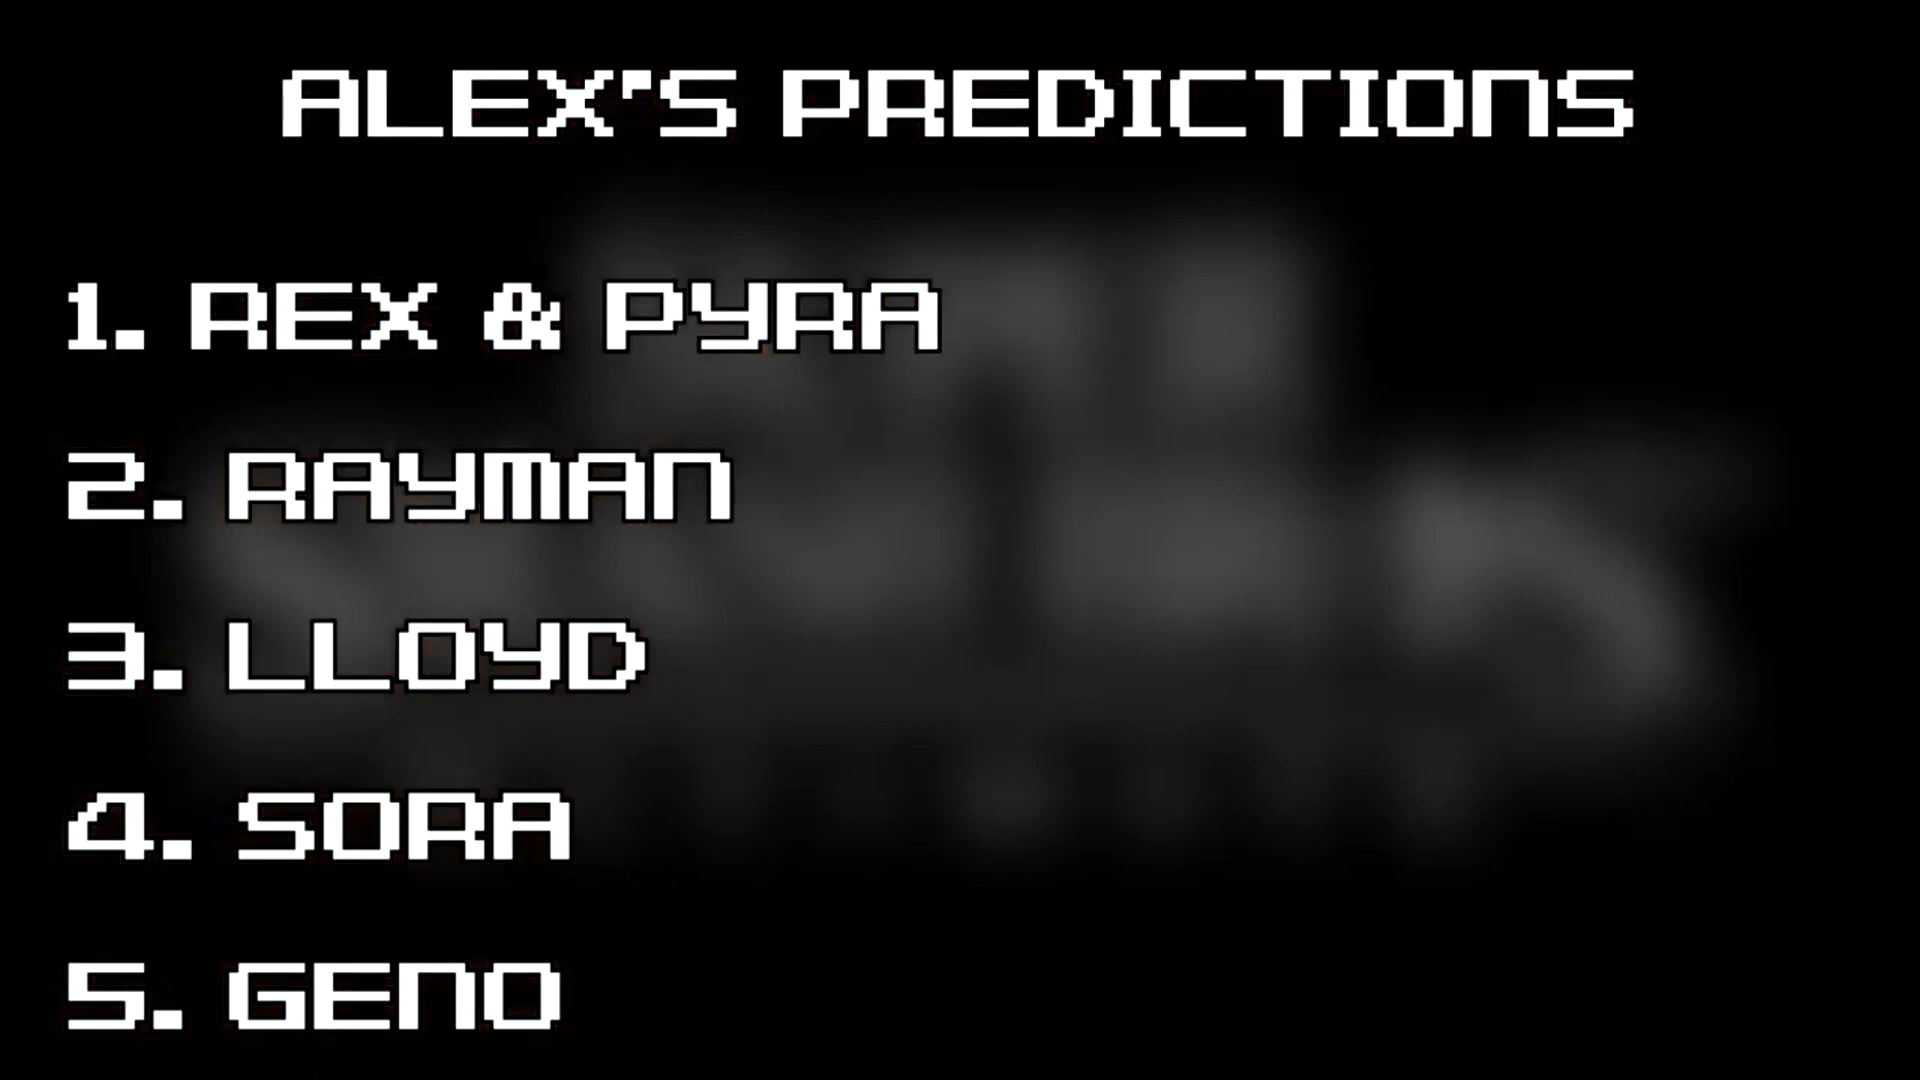 ALEX'S PREDICTIONS
1. REX & PYRA
2. RAYMAN
3. LLOYD
4. SORA
5. GENO